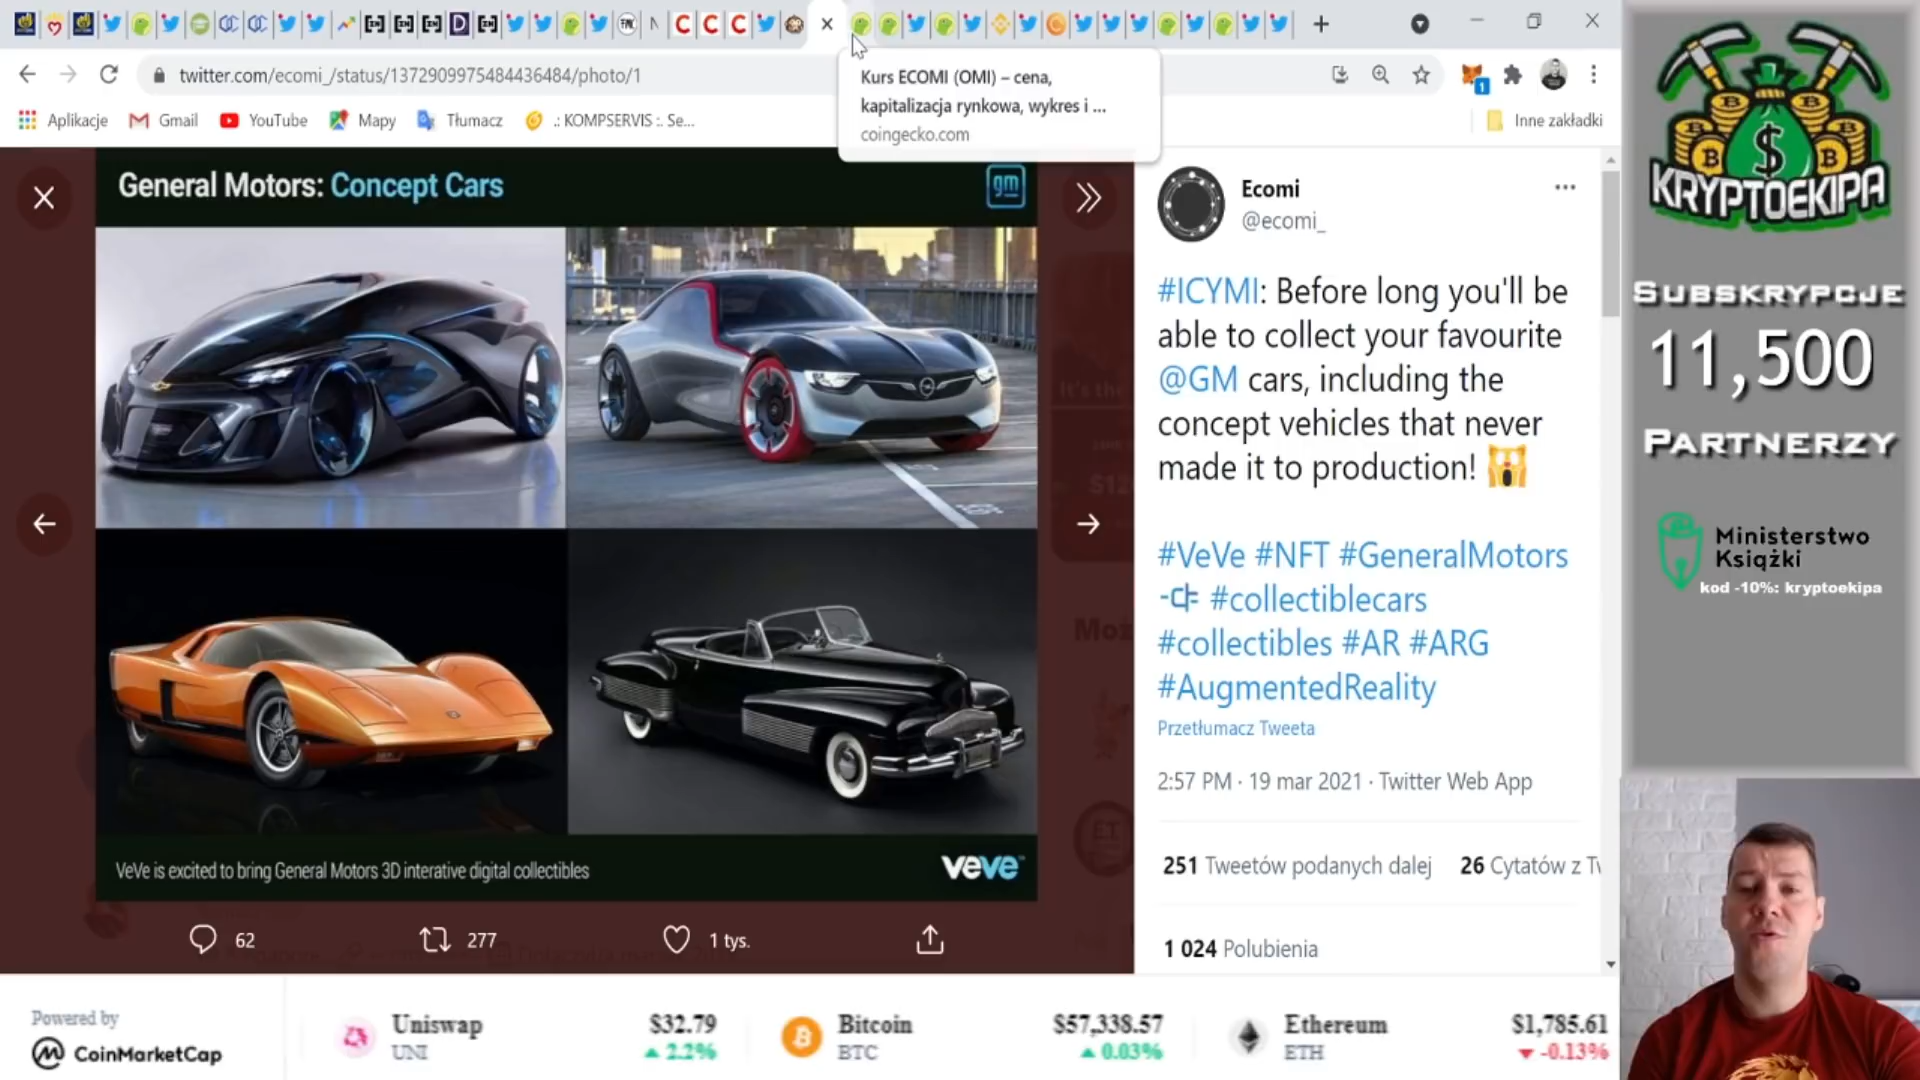 twitter.com/ecomi_/status/1372909975484436484/photo/1
Kurs ECOMI (OMI) – cena,
kapitalizacja rynkowa, wykres i ...
coingecko.com
Aplikacje
Gmail
YouTube
Mapy
Tłumacz
.: KOMPSERVIS :. Se...
Inne zakładki
General Motors: Concept Cars
gm
VeVe is excited to bring General Motors 3D interative digital collectibles
veve
62
277
1 tys.
Ecomi
@ecomi_
#ICYMI: Before long you'll be
able to collect your favourite
@GM cars, including the
concept vehicles that never
made it to production!
#VeVe #NFT #GeneralMotors
#collectiblecars
#collectibles #AR #ARG
#AugmentedReality
Przetłumacz Tweeta
2:57 PM · 19 mar 2021 · Twitter Web App
251 Tweetów podanych dalej
26 Cytatów z Tw
1 024 Polubienia
Powered by
CoinMarketCap
Uniswap
UNI
$32.79
2.2%
Bitcoin
BTC
$57,338.57
0.03%
Ethereum
ETH
$1,785.61
-0.13%
KRYPTOEKIPA
SUBSKRYPCJE
11,500
PARTNERZY
Ministerstwo
Książki
kod -10%: kryptoekipa